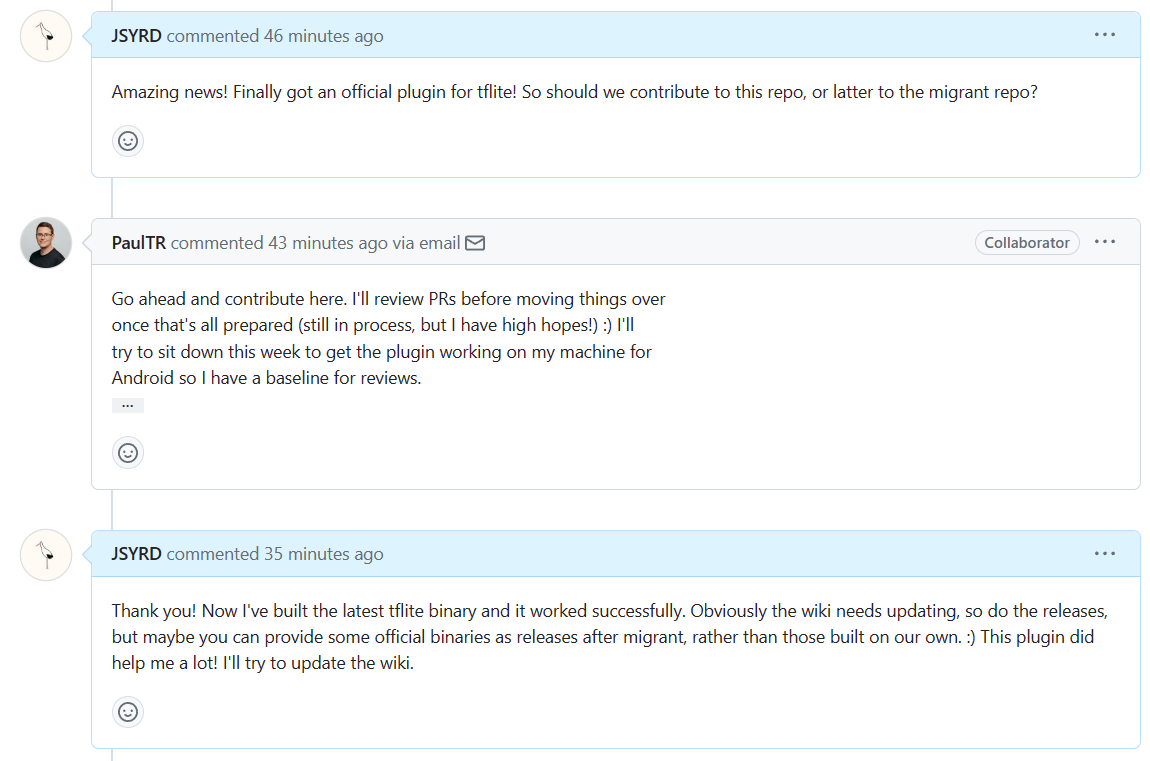 JSYRD commented 46 minutes ago
Amazing news! Finally got an official plugin for tflite! So should we contribute to this repo, or latter to the migrant repo?
PaulTR commented 43 minutes ago via email
Collaborator
Go ahead and contribute here. I'll review PRs before moving things over
once that's all prepared (still in process, but I have high hopes!) :) I'll
try to sit down this week to get the plugin working on my machine for
Android so I have a baseline for reviews.
JSYRD commented 35 minutes ago
Thank you! Now I've built the latest tflite binary and it worked successfully. Obviously the wiki needs updating, so do the releases,
but maybe you can provide some official binaries as releases after migrant, rather than those built on our own. :) This plugin did
help me a lot! I'll try to update the wiki.